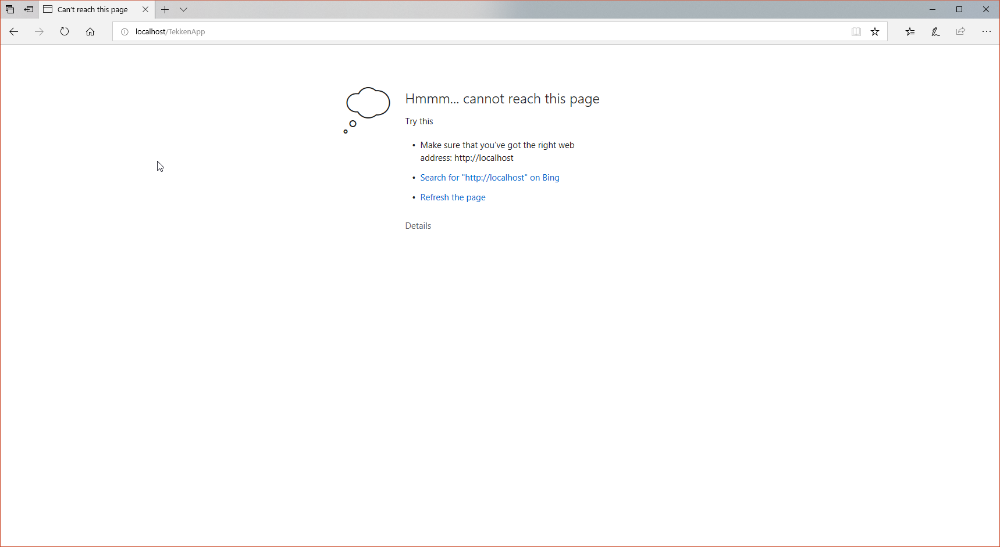 Can't reach this page
localhost/TekkenApp
Hmmm... cannot reach this page
Try this
• Make sure that you've got the right web
address: http://localhost
• Search for "http://localhost" on Bing
• Refresh the page
Details